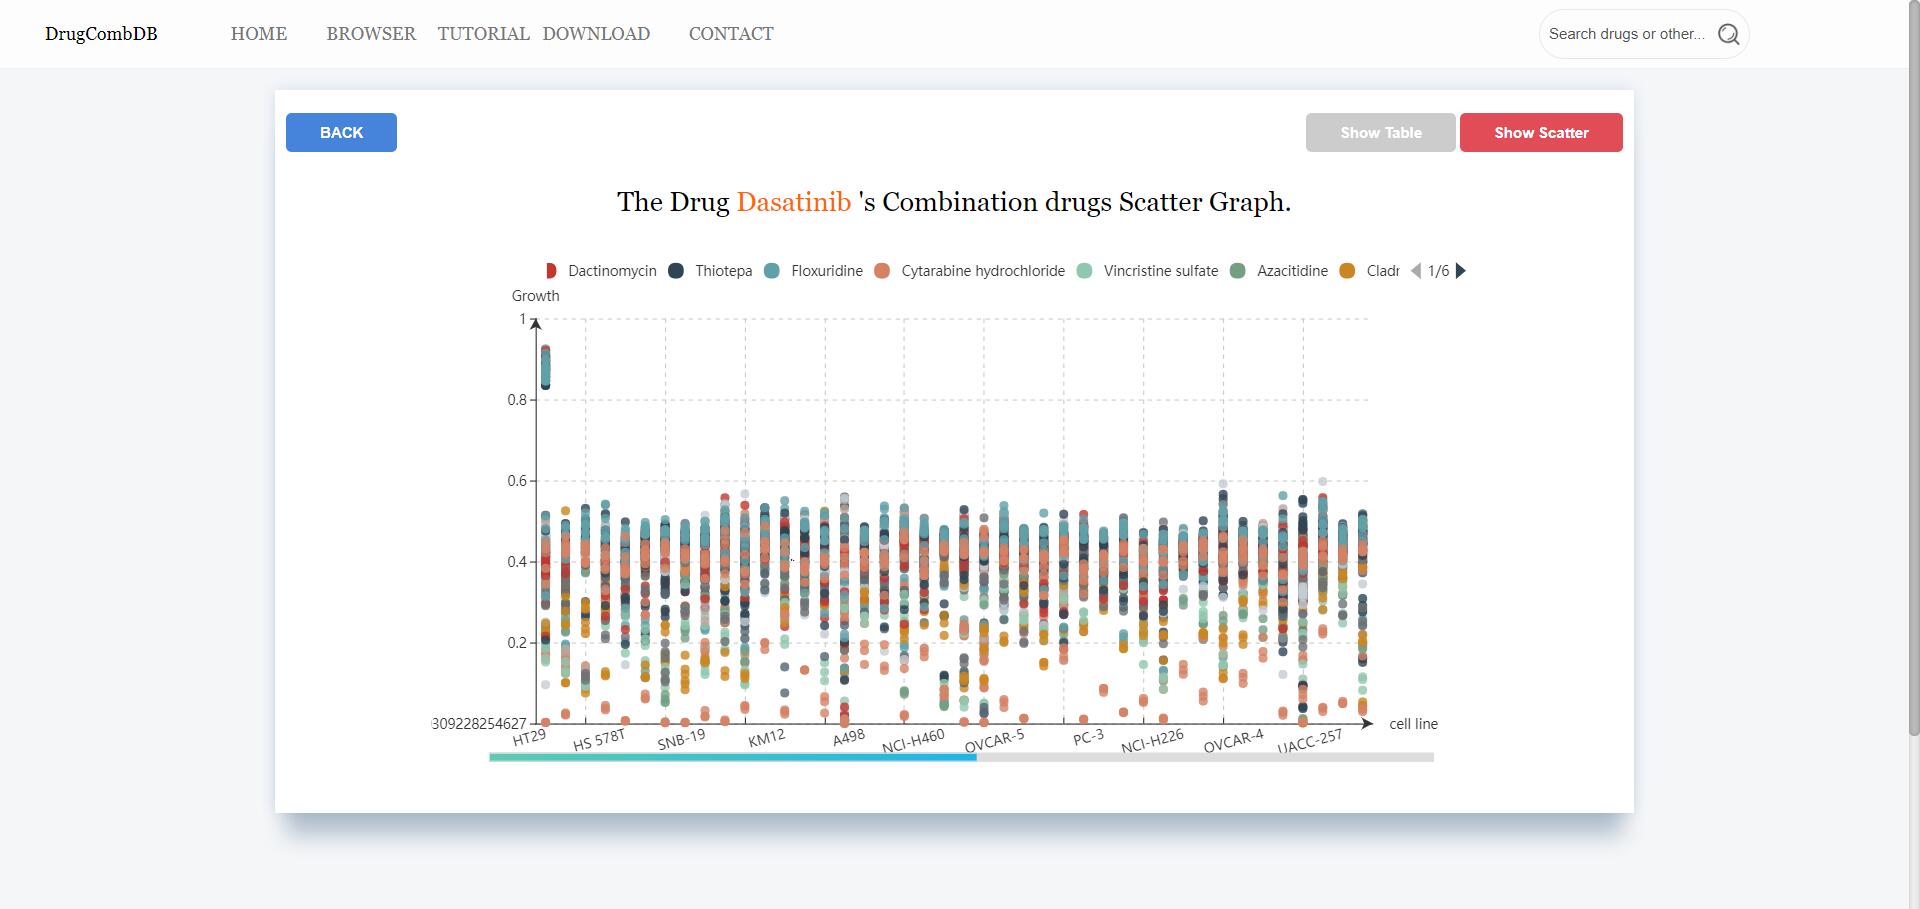 DrugCombDB HOME BROWSER TUTORIAL DOWNLOAD CONTACT Search drugs or other...
BACK Show Table Show Scatter
The Drug Dasatinib 's Combination drugs Scatter Graph.
Dactinomycin Thiotepa Floxuridine Cytarabine hydrochloride Vincristine sulfate Azacitidine Cladr 1/6
Growth
1
0.8
0.6
0.4
0.2
309228254627
cell line
HT29 HS 578T SNB-19 KM12 A498 NCI-H460 OVCAR-5 PC-3 NCI-H226 OVCAR-4 UACC-257